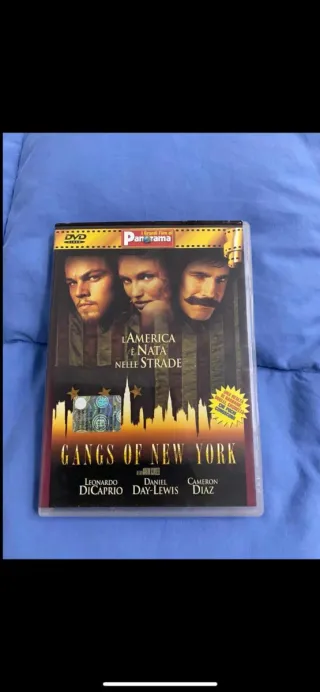 DVD
I Grandi Film di
Panorama
L'AMERICA
È NATA
NELLE STRADE
GANGS OF NEW YORK
LEONARDO DICAPRIO
DANIEL DAY-LEWIS
CAMERON DIAZ